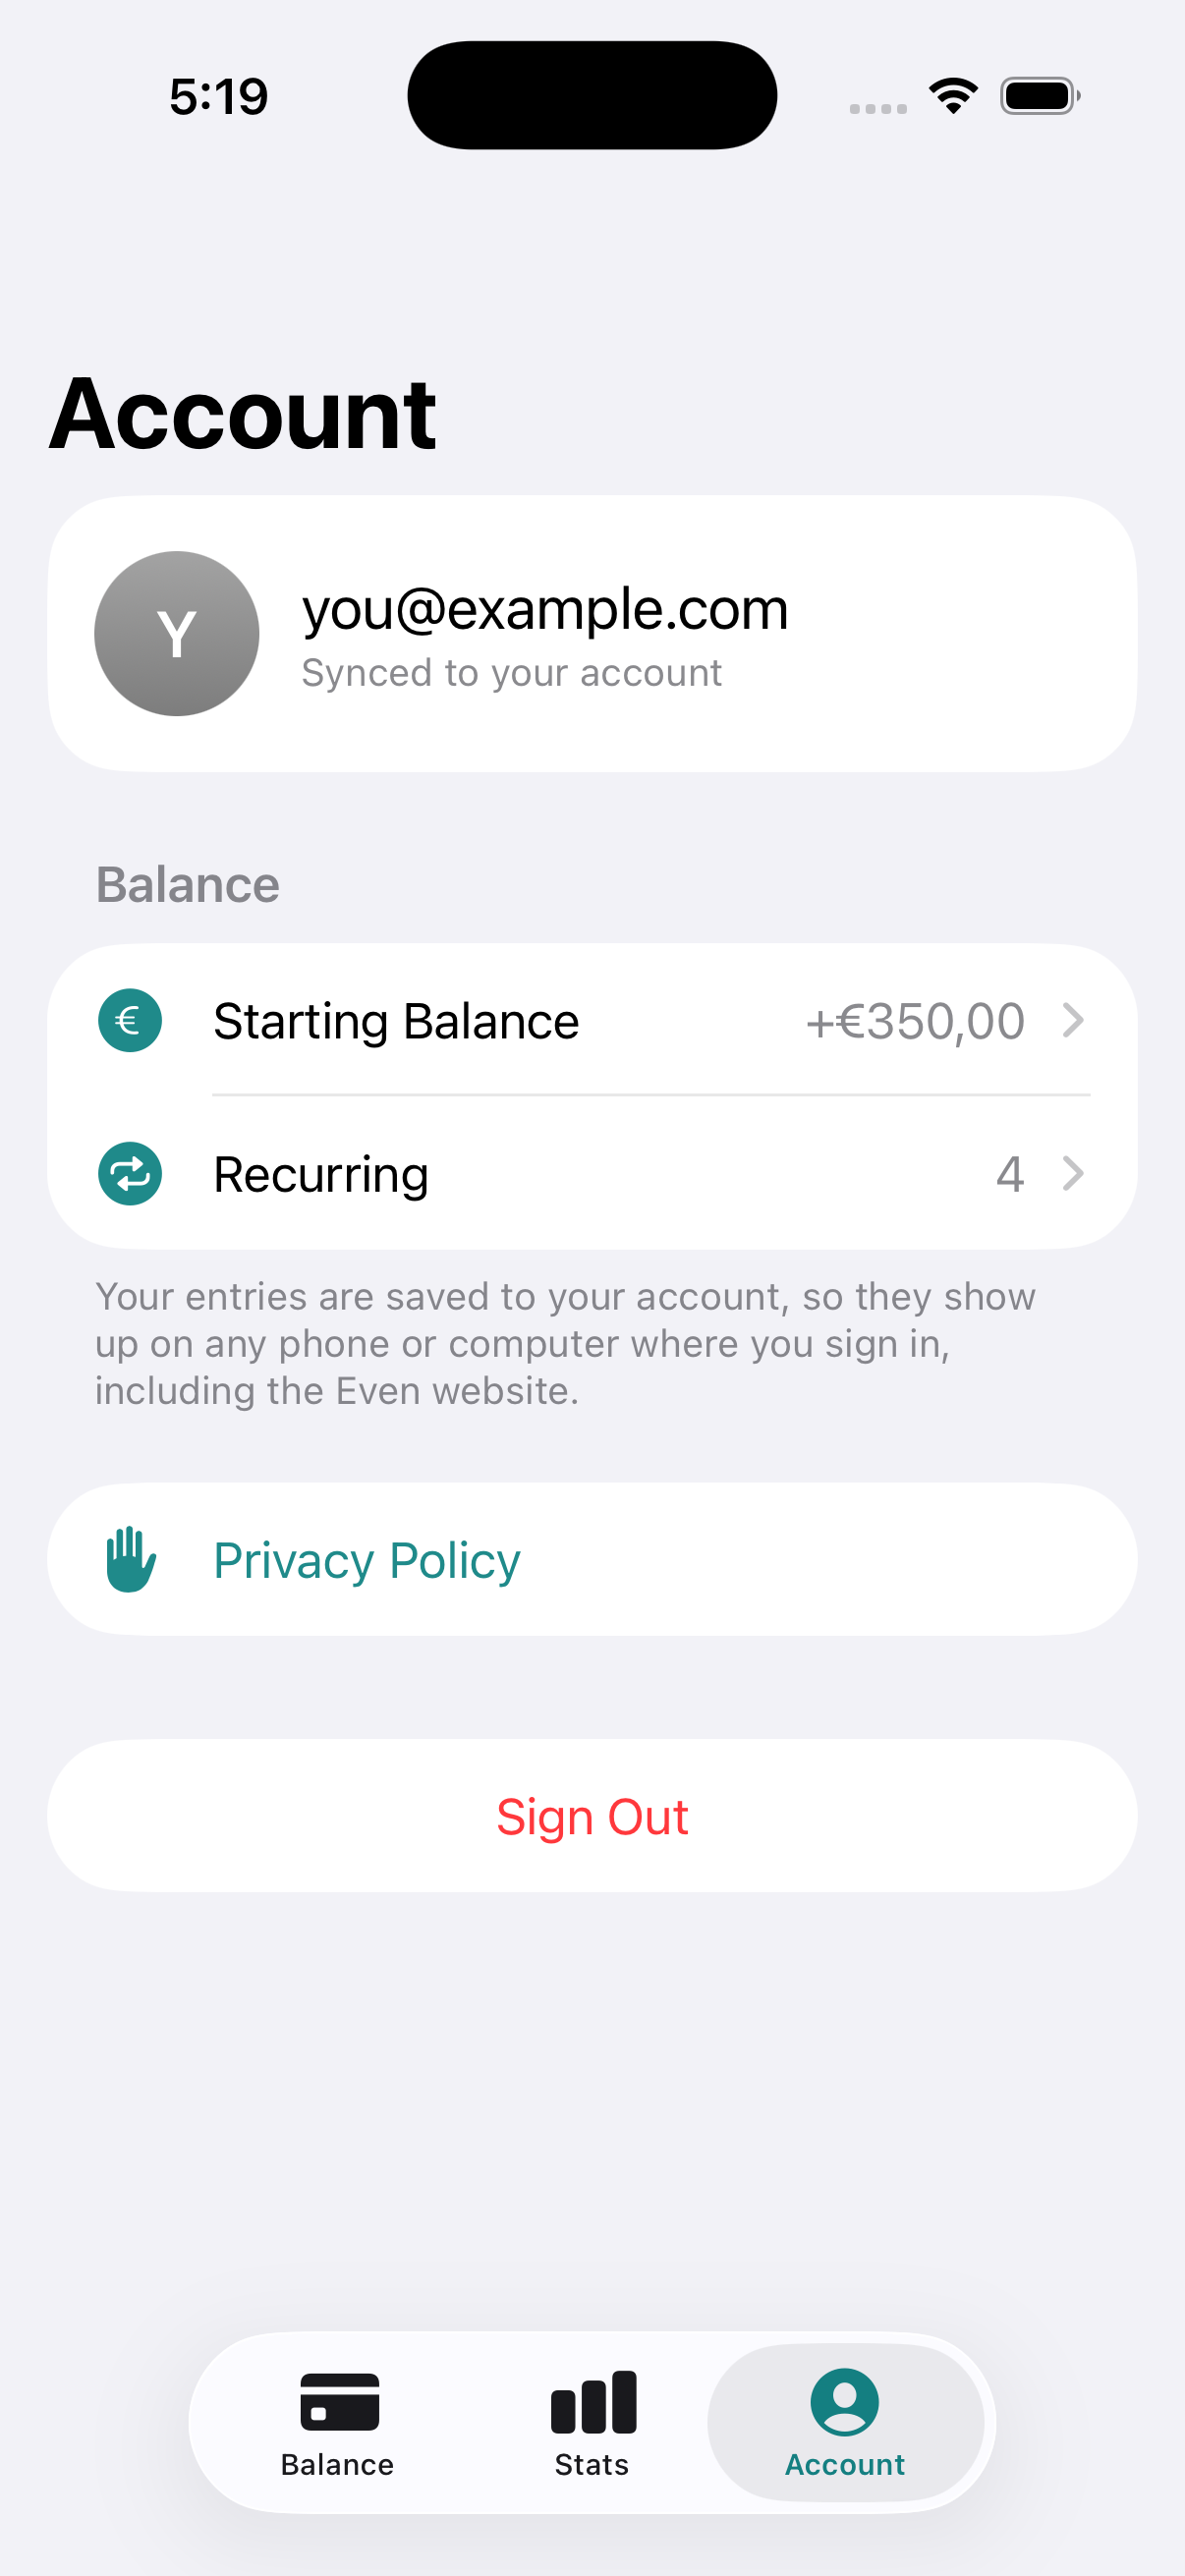 5:19
Account
Y
you@example.com
Synced to your account
Balance
€
Starting Balance +€350,00
Recurring 4
Your entries are saved to your account, so they show
up on any phone or computer where you sign in,
including the Even website.
Privacy Policy
Sign Out
Balance Stats Account